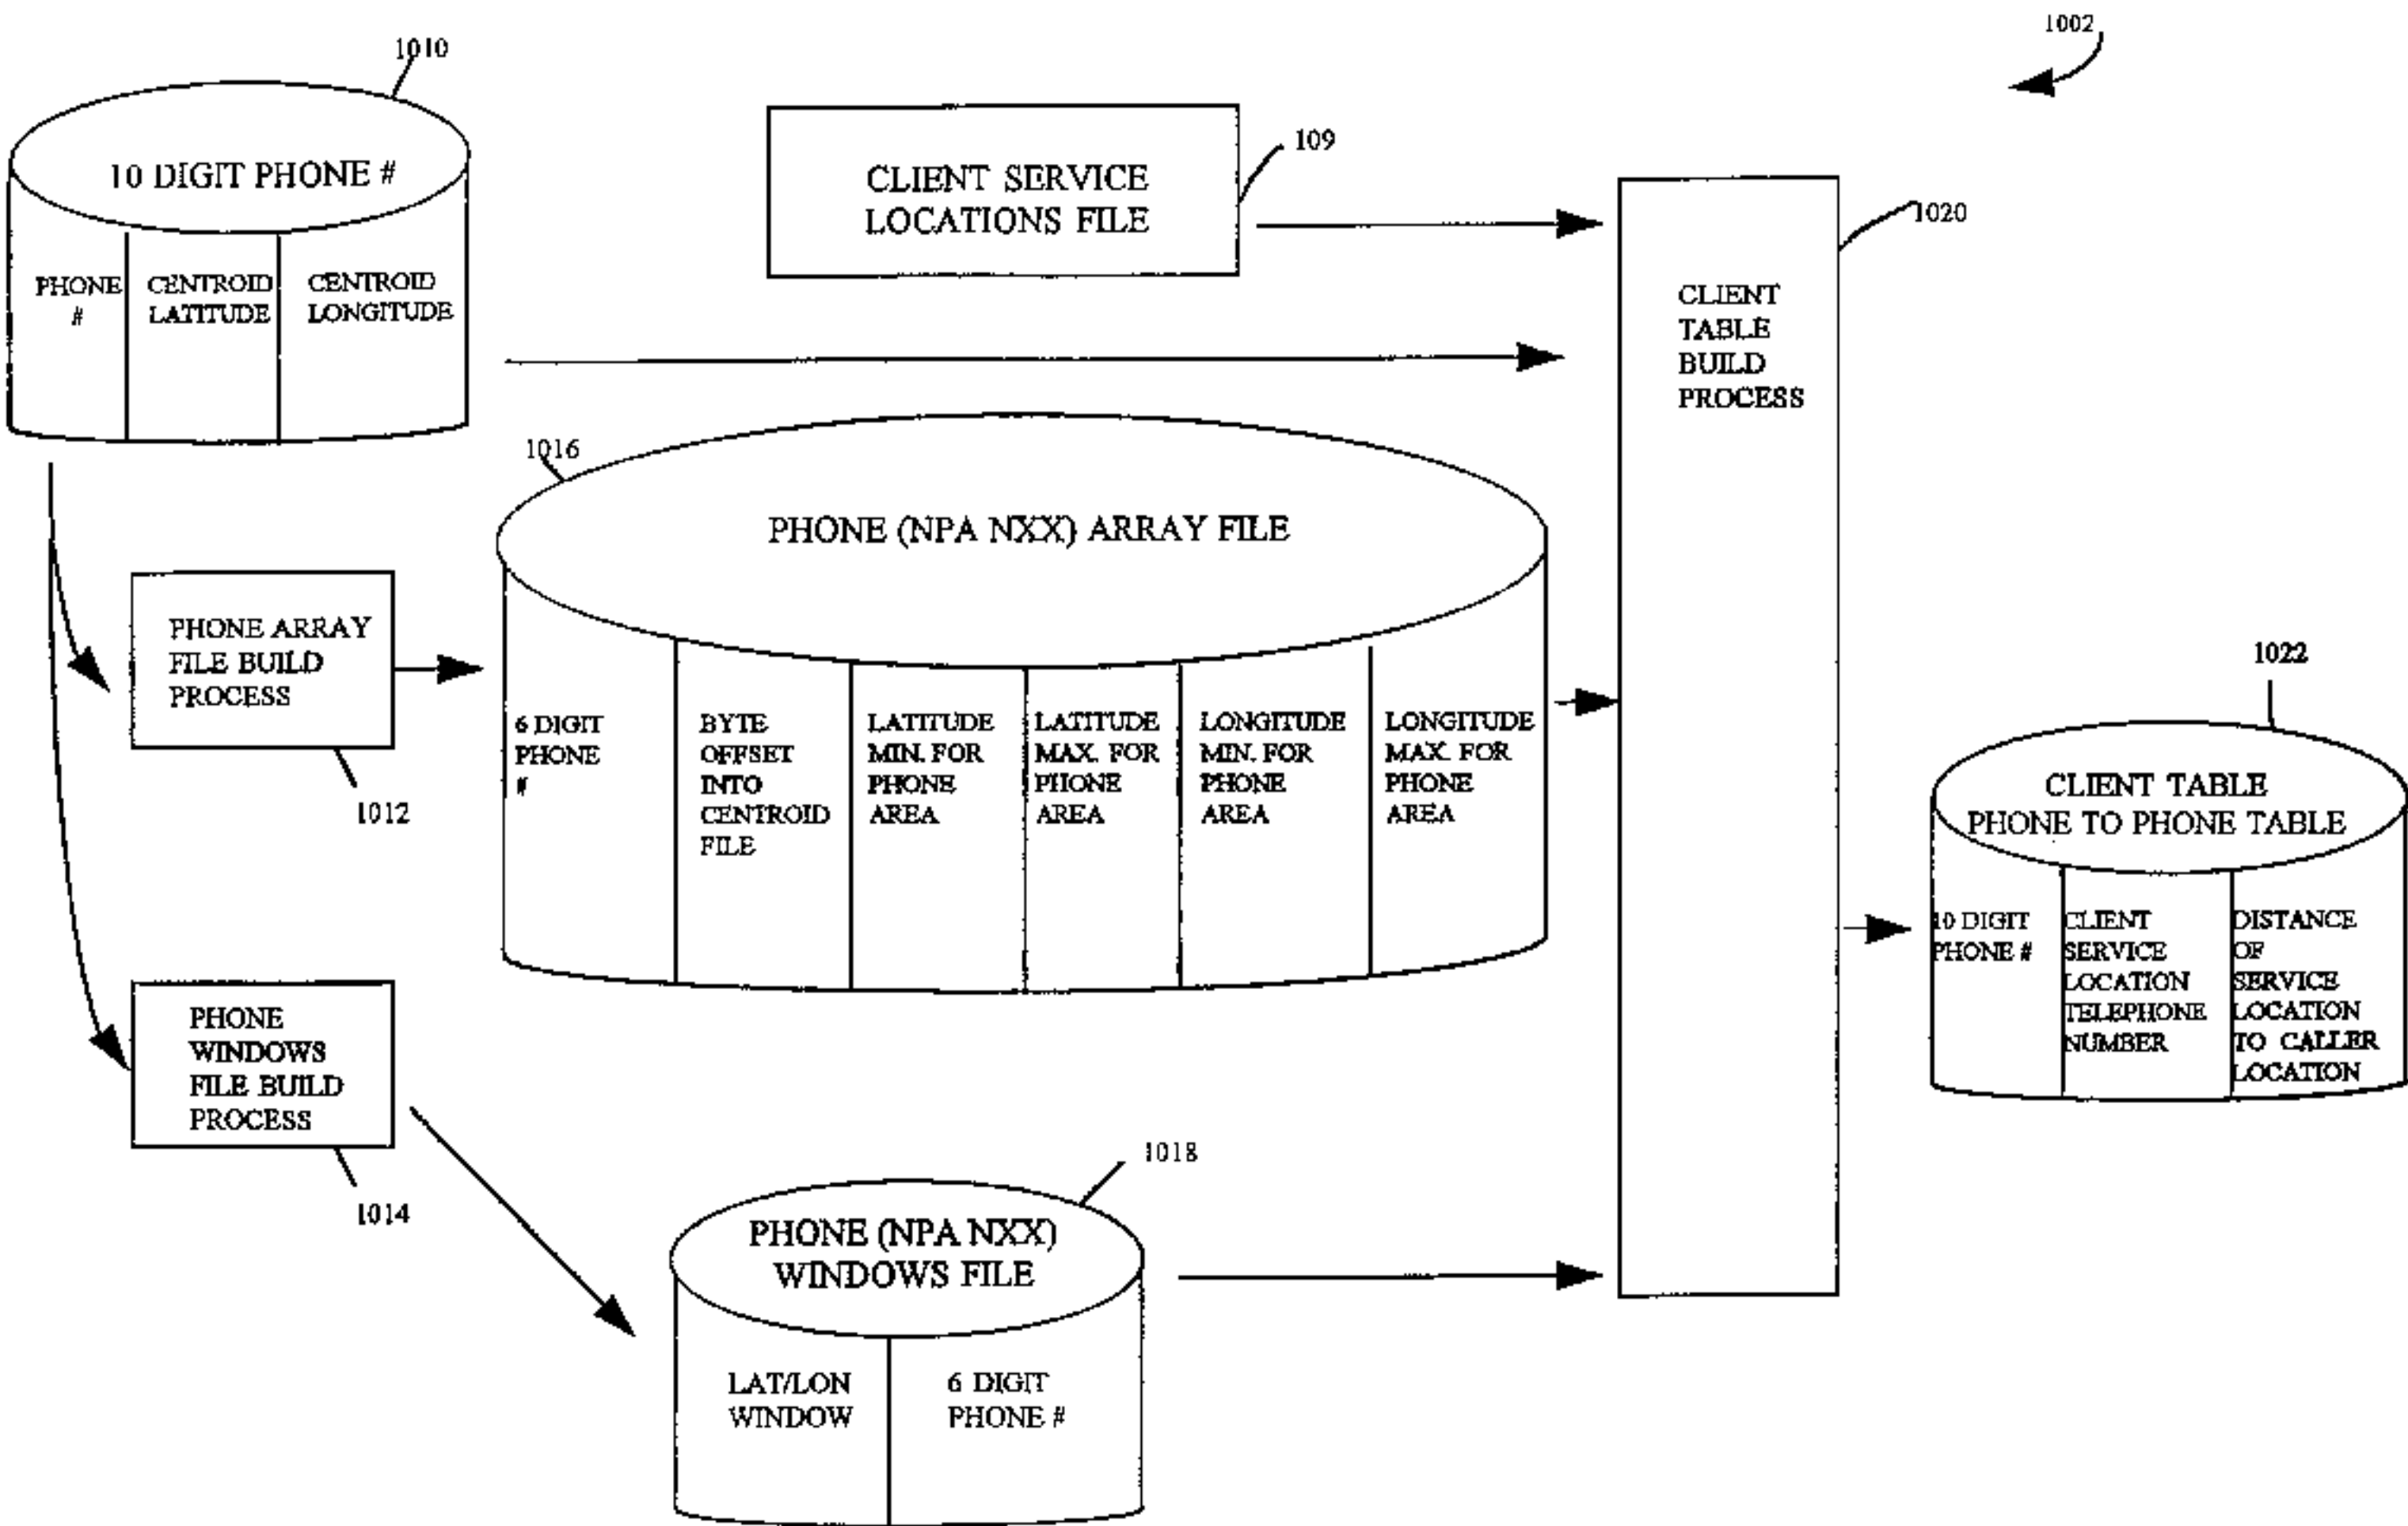 1002
1010
10 DIGIT PHONE #
PHONE
#
CENTROID
LATITUDE
CENTROID
LONGITUDE
CLIENT SERVICE
LOCATIONS FILE
109
1020
CLIENT
TABLE
BUILD
PROCESS
1016
PHONE (NPA NXX) ARRAY FILE
6 DIGIT
PHONE
#
BYTE
OFFSET
INTO
CENTROID
FILE
LATITUDE
MIN. FOR
PHONE
AREA
LATITUDE
MAX. FOR
PHONE
AREA
LONGITUDE
MIN. FOR
PHONE
AREA
LONGITUDE
MAX. FOR
PHONE
AREA
PHONE ARRAY
FILE BUILD
PROCESS
1012
PHONE
WINDOWS
FILE BUILD
PROCESS
1014
1018
PHONE (NPA NXX)
WINDOWS FILE
LAT/LON
WINDOW
6 DIGIT
PHONE #
1022
CLIENT TABLE
PHONE TO PHONE TABLE
10 DIGIT
PHONE #
CLIENT
SERVICE
LOCATION
TELEPHONE
NUMBER
DISTANCE
OF
SERVICE
LOCATION
TO CALLER
LOCATION